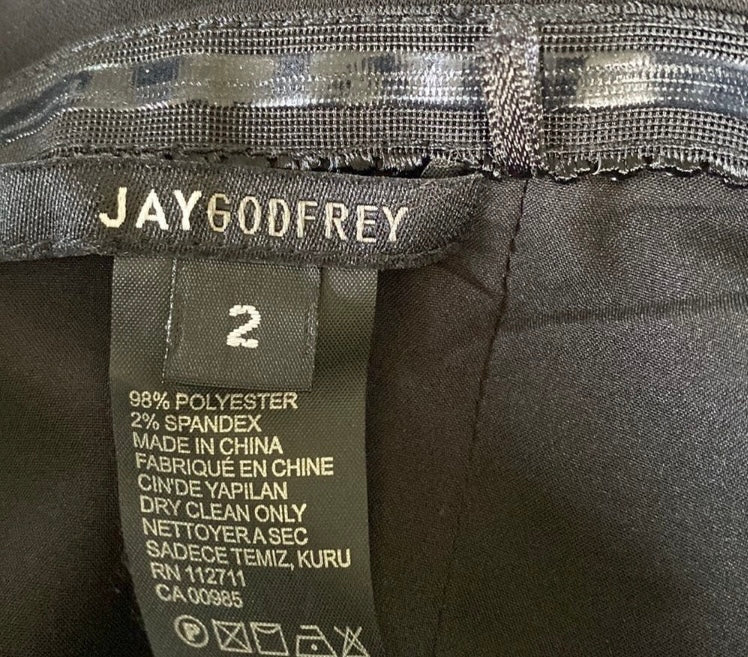 JAYGODFREY
2
98% POLYESTER
2% SPANDEX
MADE IN CHINA
FABRIQUÉ EN CHINE
CIN'DE YAPILAN
DRY CLEAN ONLY
NETTOYER A SEC
SADECE TEMIZ, KURU
RN 112711
CA 00985
P